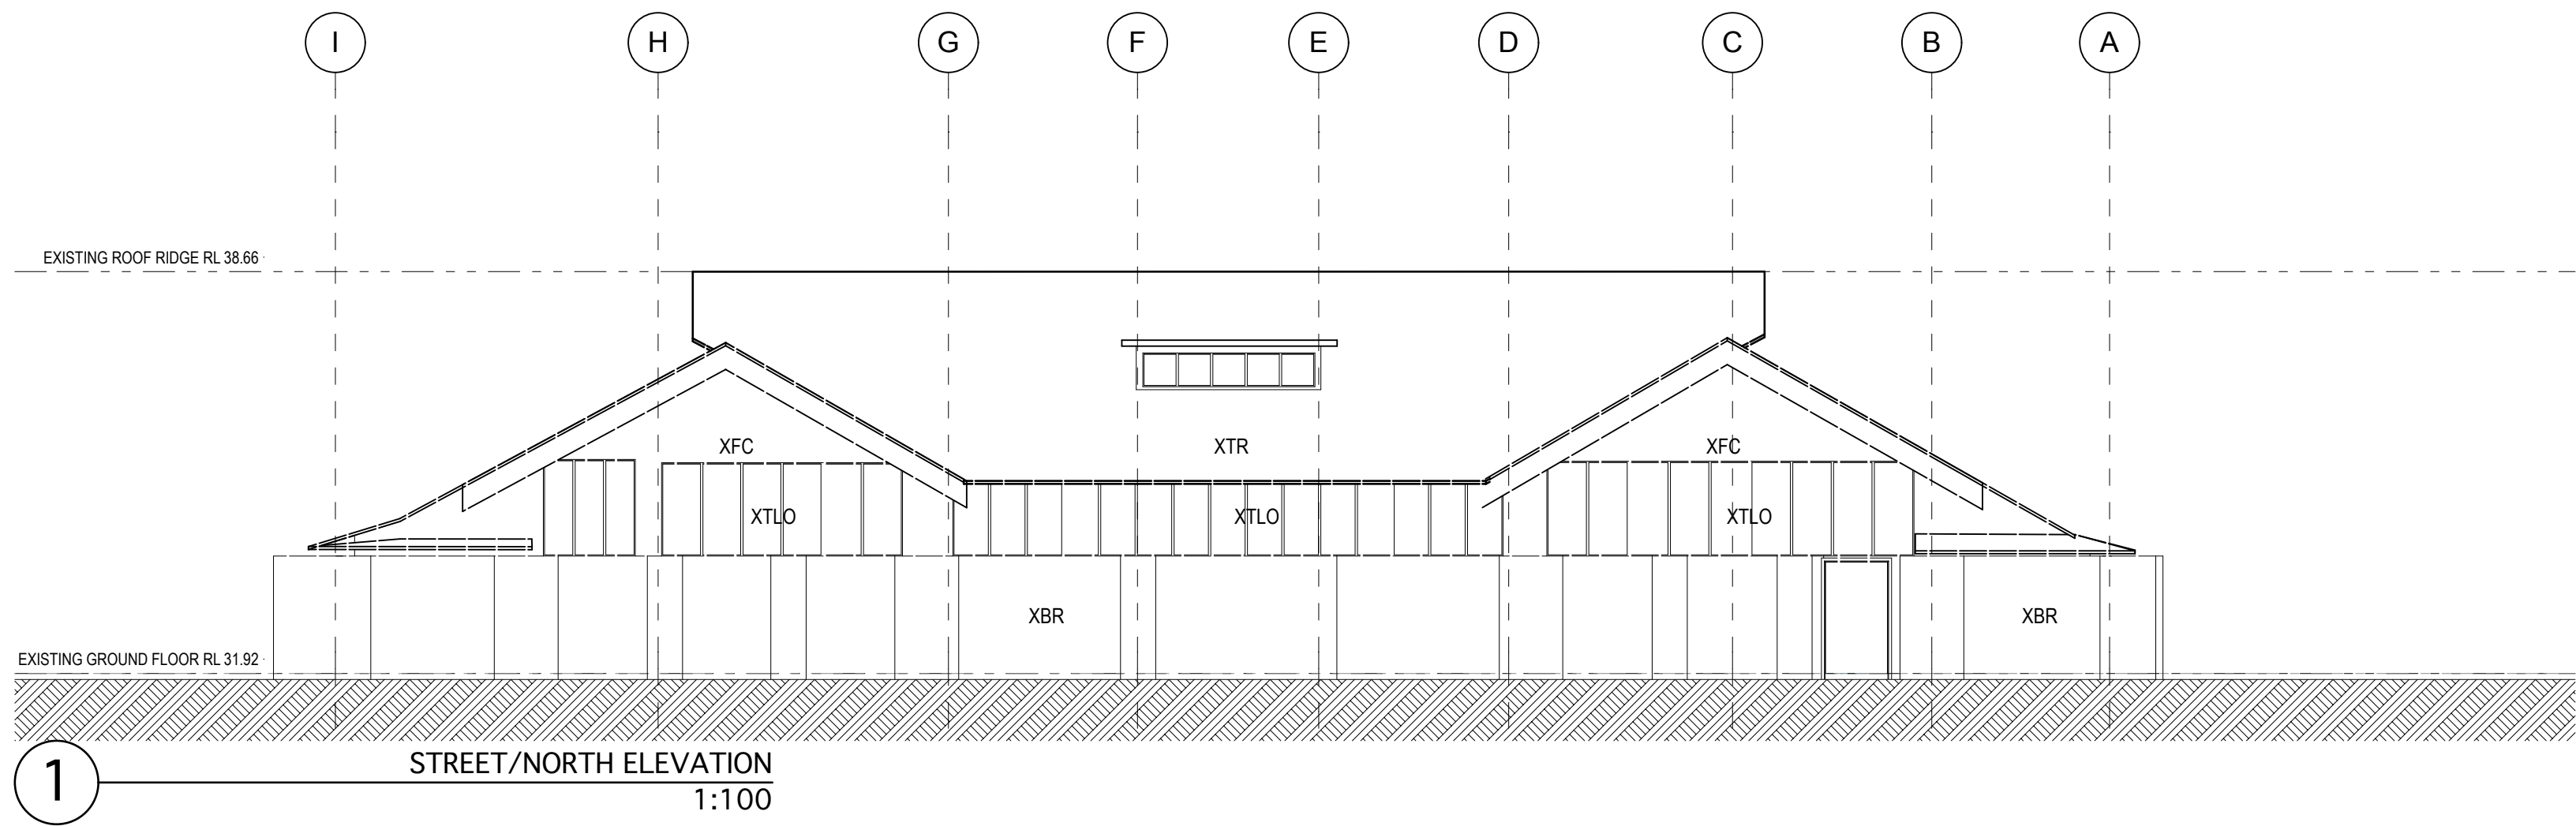 I
H
G
F
E
D
C
B
A
EXISTING ROOF RIDGE RL 38.66
XFC
XTR
XFC
XTLO
XTLO
XTLO
XBR
XBR
EXISTING GROUND FLOOR RL 31.92
1
STREET/NORTH ELEVATION
1:100